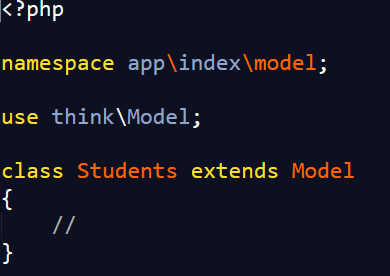 <?php
namespace app\index\model;
use think\Model;
class Students extends Model
{
    //
}